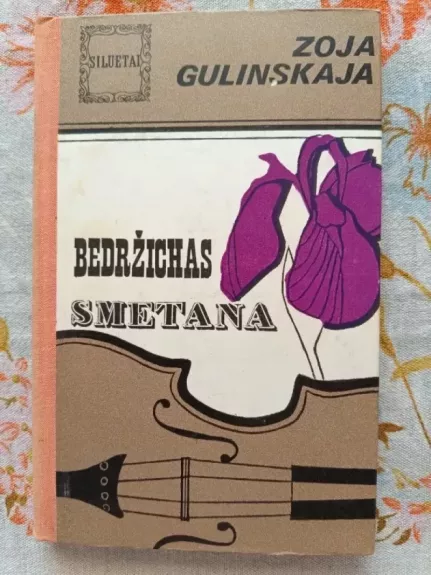 SILUETAI
ZOJA
GULINSKAJA
BEDRŽICHAS
SMETANA